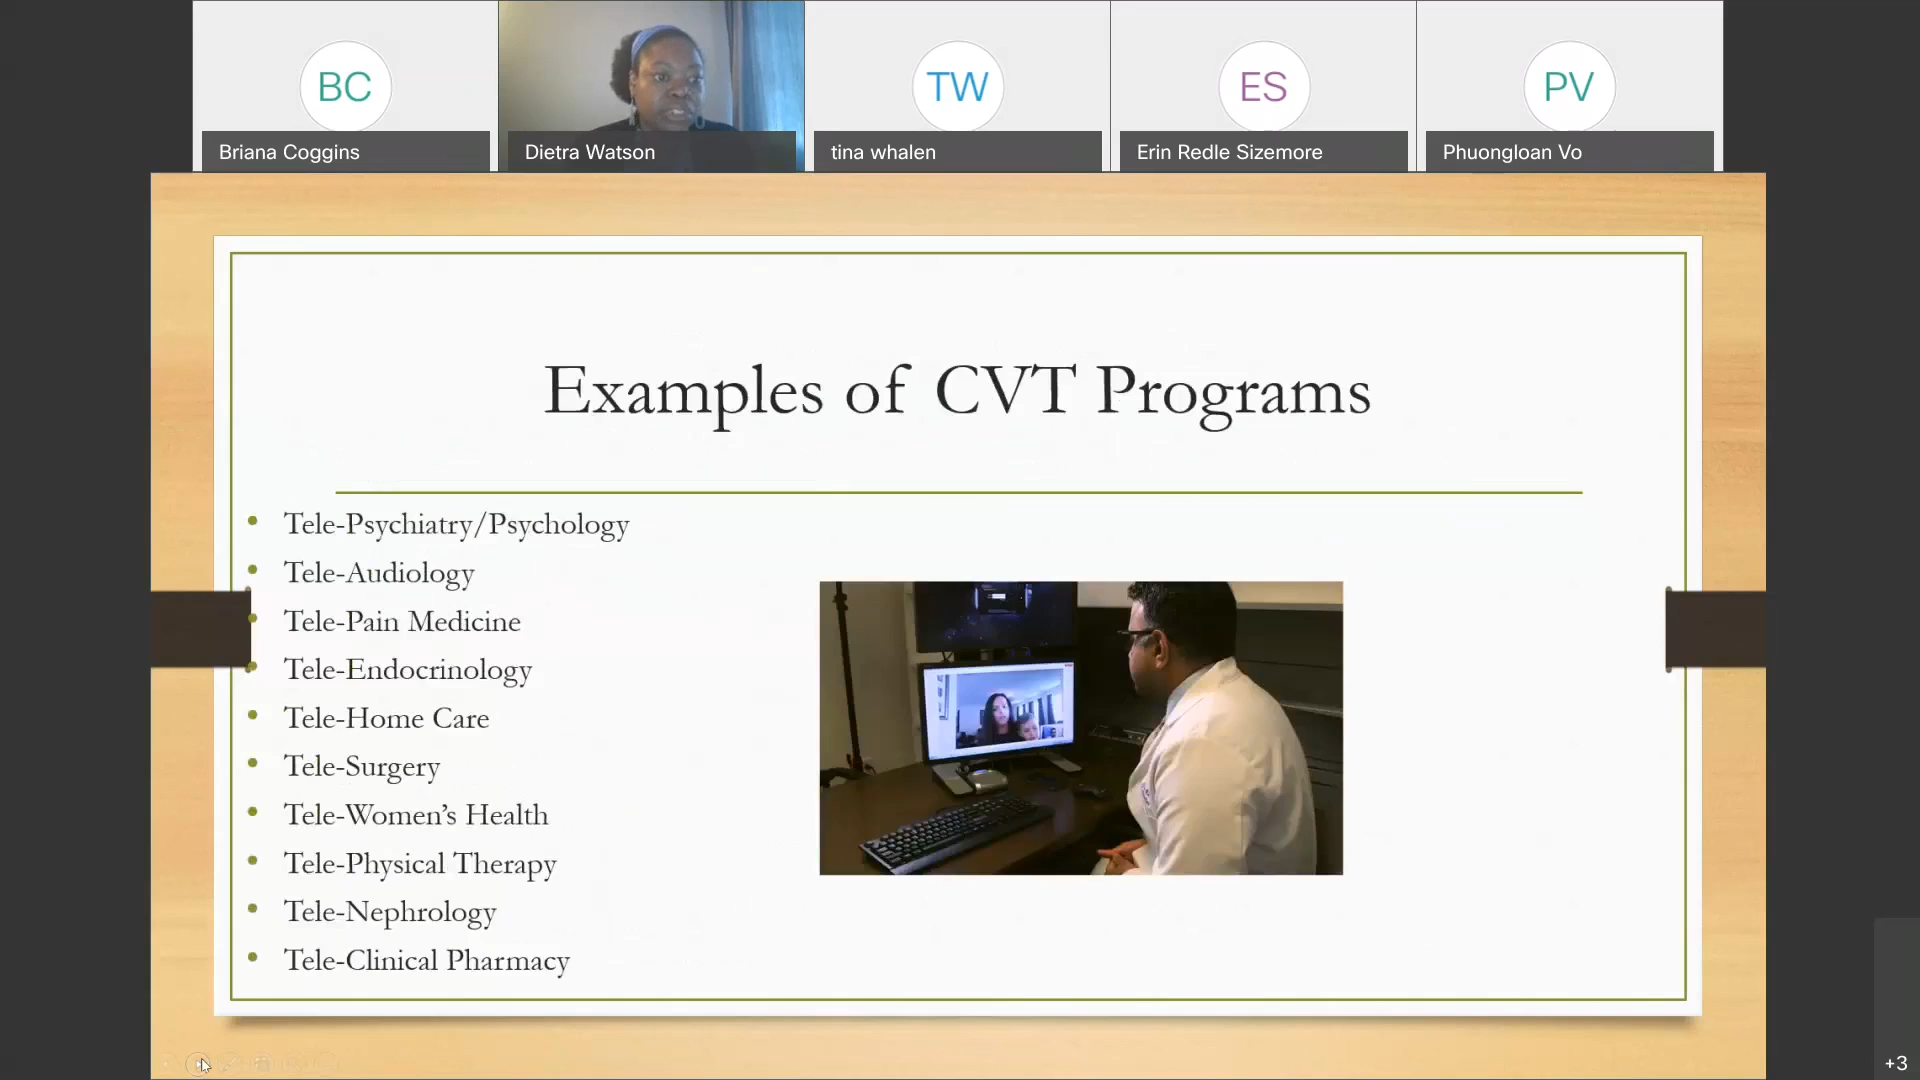 BC
Briana Coggins
Dietra Watson
TW
tina whalen
ES
Erin Redle Sizemore
PV
Phuongloan Vo
Examples of CVT Programs
• Tele-Psychiatry/Psychology
• Tele-Audiology
• Tele-Pain Medicine
• Tele-Endocrinology
• Tele-Home Care
• Tele-Surgery
• Tele-Women’s Health
• Tele-Physical Therapy
• Tele-Nephrology
• Tele-Clinical Pharmacy
+3